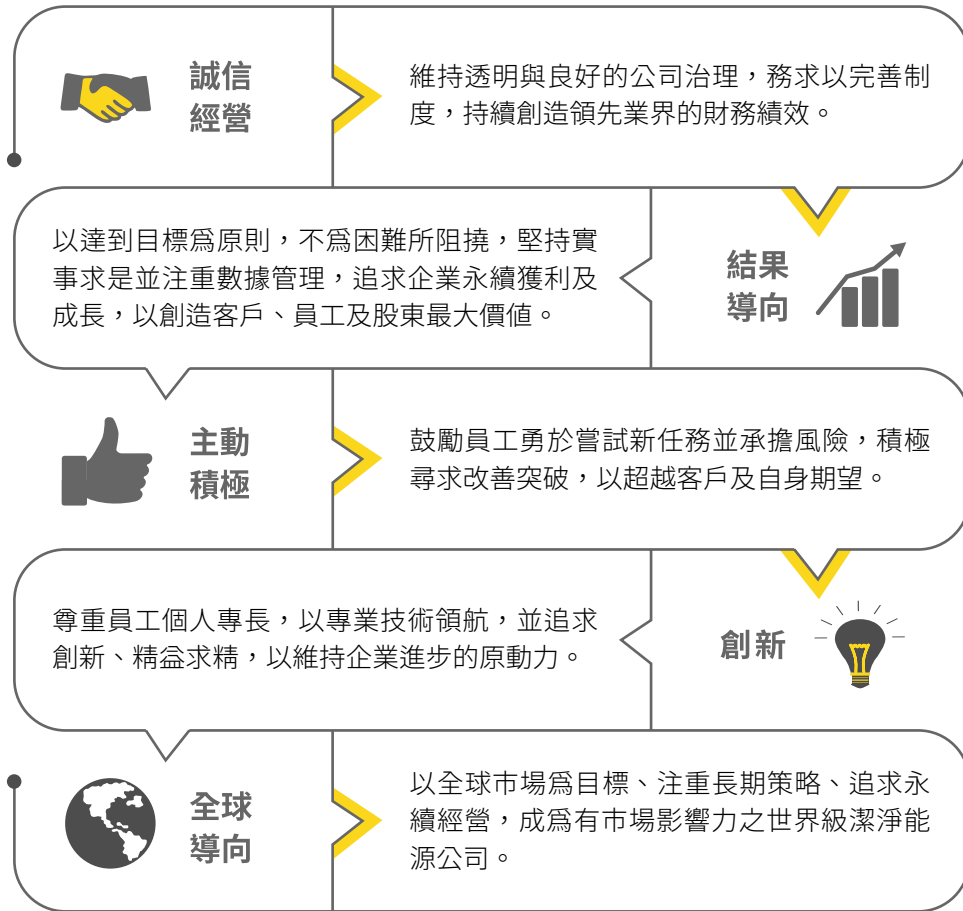 誠信
經營
維持透明與良好的公司治理，務求以完善制
度，持續創造領先業界的財務績效。
以達到目標為原則，不為困難所阻撓，堅持實
事求是並注重數據管理，追求企業永續獲利及
成長，以創造客戶、員工及股東最大價值。
結果
導向
主動
積極
鼓勵員工勇於嘗試新任務並承擔風險，積極
尋求改善突破，以超越客戶及自身期望。
尊重員工個人專長，以專業技術領航，並追求
創新、精益求精，以維持企業進步的原動力。
創新
全球
導向
以全球市場為目標、注重長期策略、追求永
續經營，成為有市場影響力之世界級潔淨能
源公司。